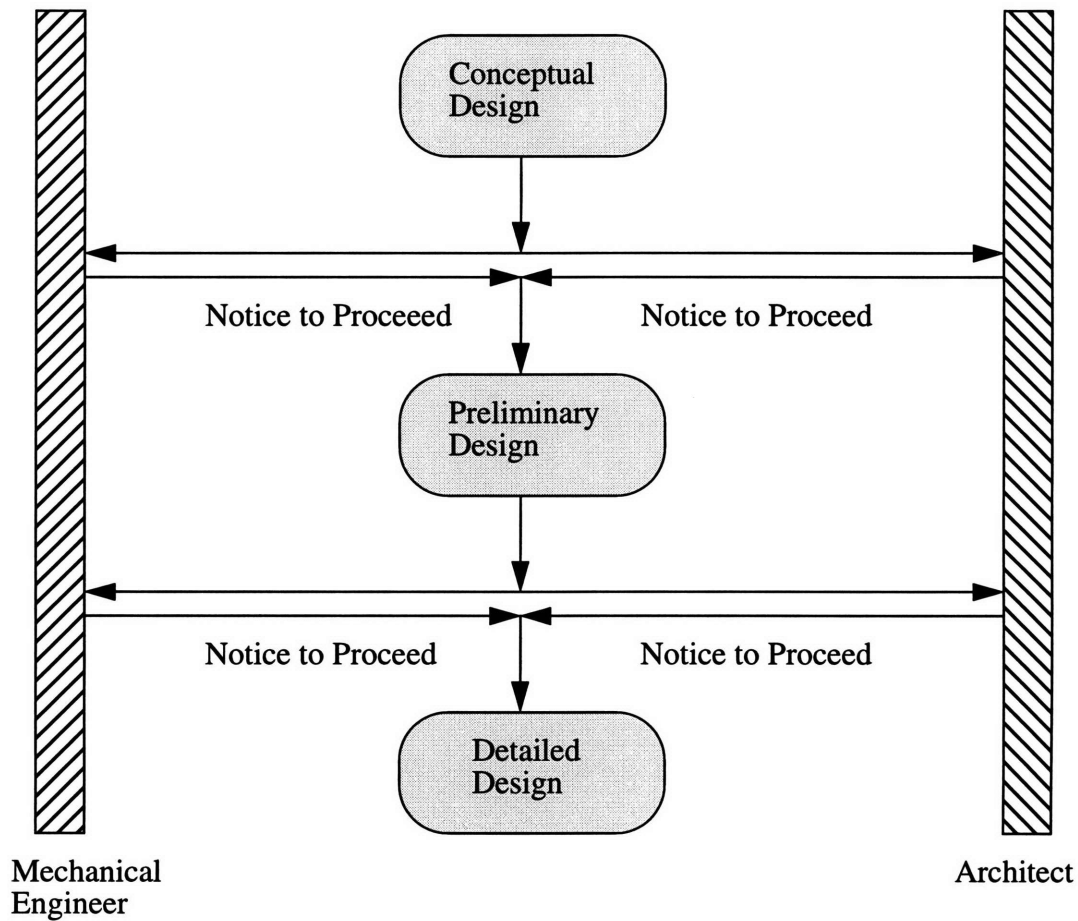 Conceptual
Design
Notice to Proceeed
Notice to Proceed
Preliminary
Design
Notice to Proceed
Notice to Proceed
Detailed
Design
Mechanical
Engineer
Architect